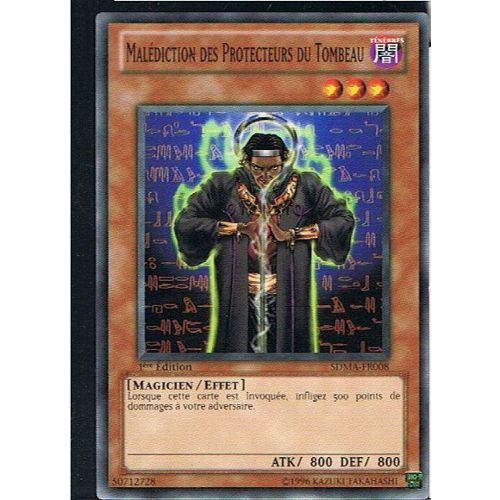 Malédiction des Protecteurs du Tombeau
TÉNÈBRES
闇
SDMA-FR008
1ère Édition
[Magicien/Effet]
Lorsque cette carte est Invoquée, infligez 500 points de
dommages à votre adversaire.
ATK/ 800 DEF/ 800
50712728
©1996 KAZUKI TAKAHASHI